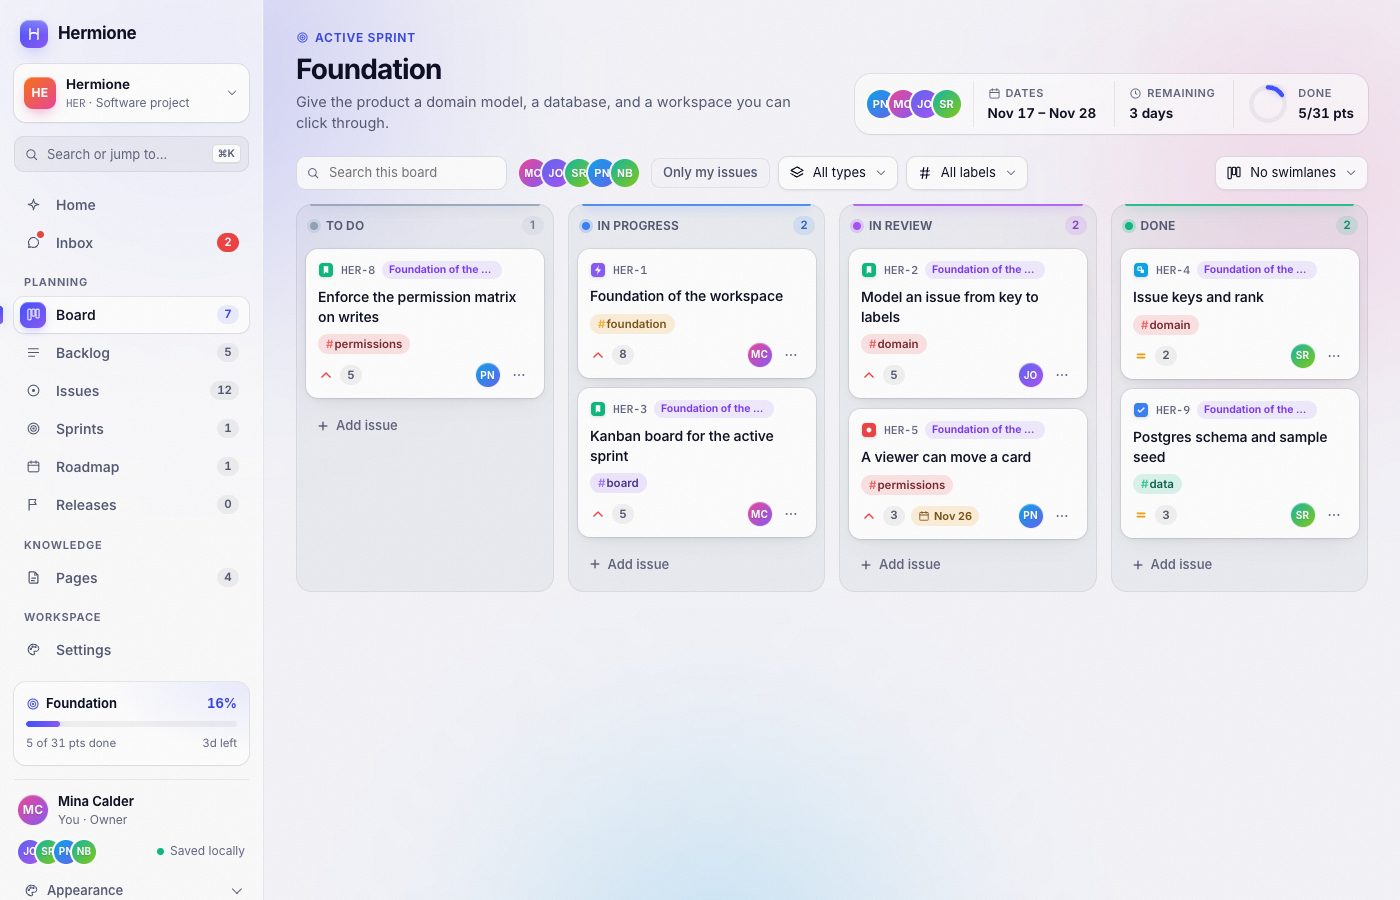 Hermione
HE
Hermione
HER · Software project
Search or jump to...
⌘K
Home
Inbox
2
PLANNING
Board
7
Backlog
5
Issues
12
Sprints
1
Roadmap
1
Releases
0
KNOWLEDGE
Pages
4
WORKSPACE
Settings
Foundation
16%
5 of 31 pts done
3d left
MC
Mina Calder
You · Owner
JO
SR
PN
NB
Saved locally
Appearance
ACTIVE SPRINT
Foundation
Give the product a domain model, a database, and a workspace you can
click through.
PN
MC
JO
SR
DATES
Nov 17 – Nov 28
REMAINING
3 days
DONE
5/31 pts
Search this board
MC
JO
SR
PN
NB
Only my issues
All types
# All labels
No swimlanes
TO DO
1
HER-8
Foundation of the ...
Enforce the permission matrix
on writes
#permissions
5
PN
+ Add issue
IN PROGRESS
2
HER-1
Foundation of the workspace
#foundation
8
MC
HER-3
Foundation of the ...
Kanban board for the active
sprint
#board
5
MC
+ Add issue
IN REVIEW
2
HER-2
Foundation of the ...
Model an issue from key to
labels
#domain
5
JO
HER-5
Foundation of the ...
A viewer can move a card
#permissions
3
Nov 26
PN
+ Add issue
DONE
2
HER-4
Foundation of the ...
Issue keys and rank
#domain
2
SR
HER-9
Foundation of the ...
Postgres schema and sample
seed
#data
3
SR
+ Add issue